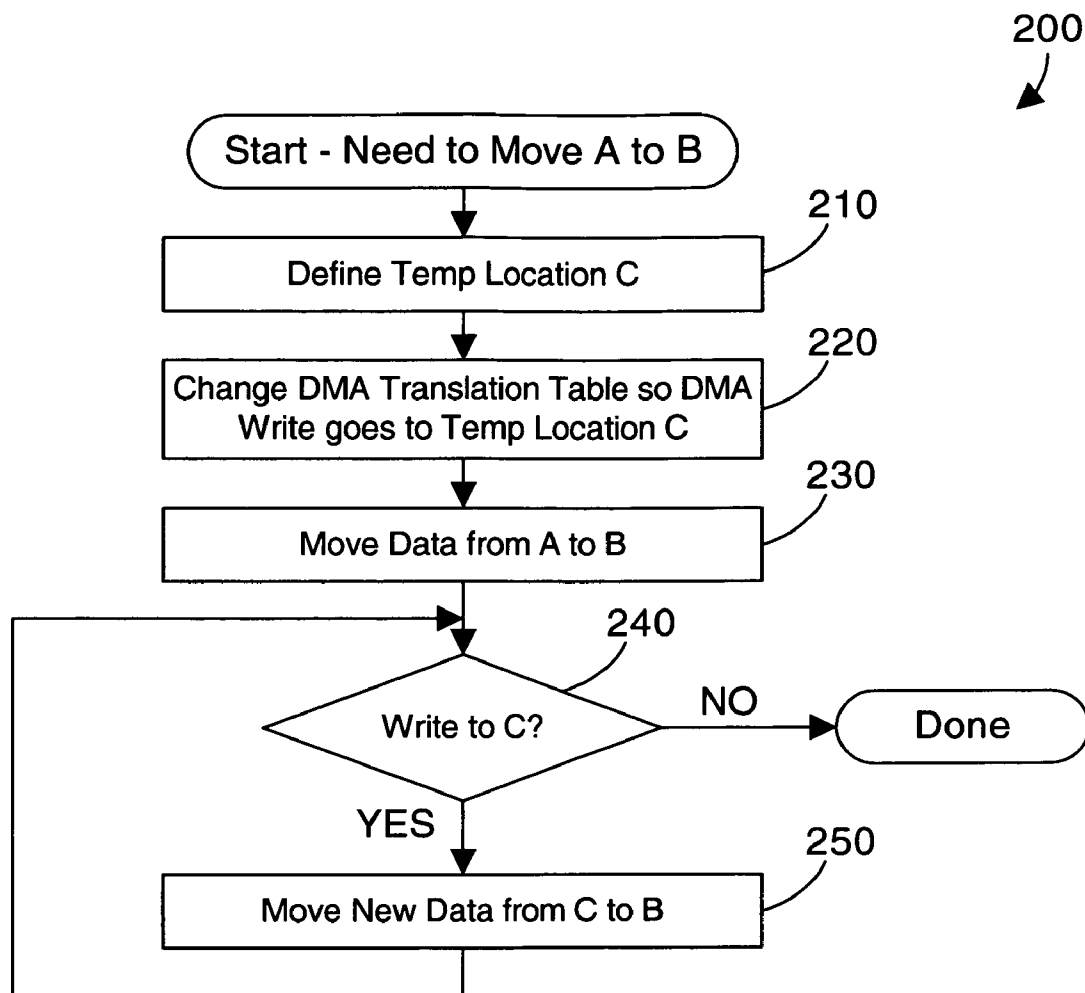 200
Start - Need to Move A to B
210
Define Temp Location C
220
Change DMA Translation Table so DMA
Write goes to Temp Location C
230
Move Data from A to B
240
Write to C?
NO
Done
YES
250
Move New Data from C to B